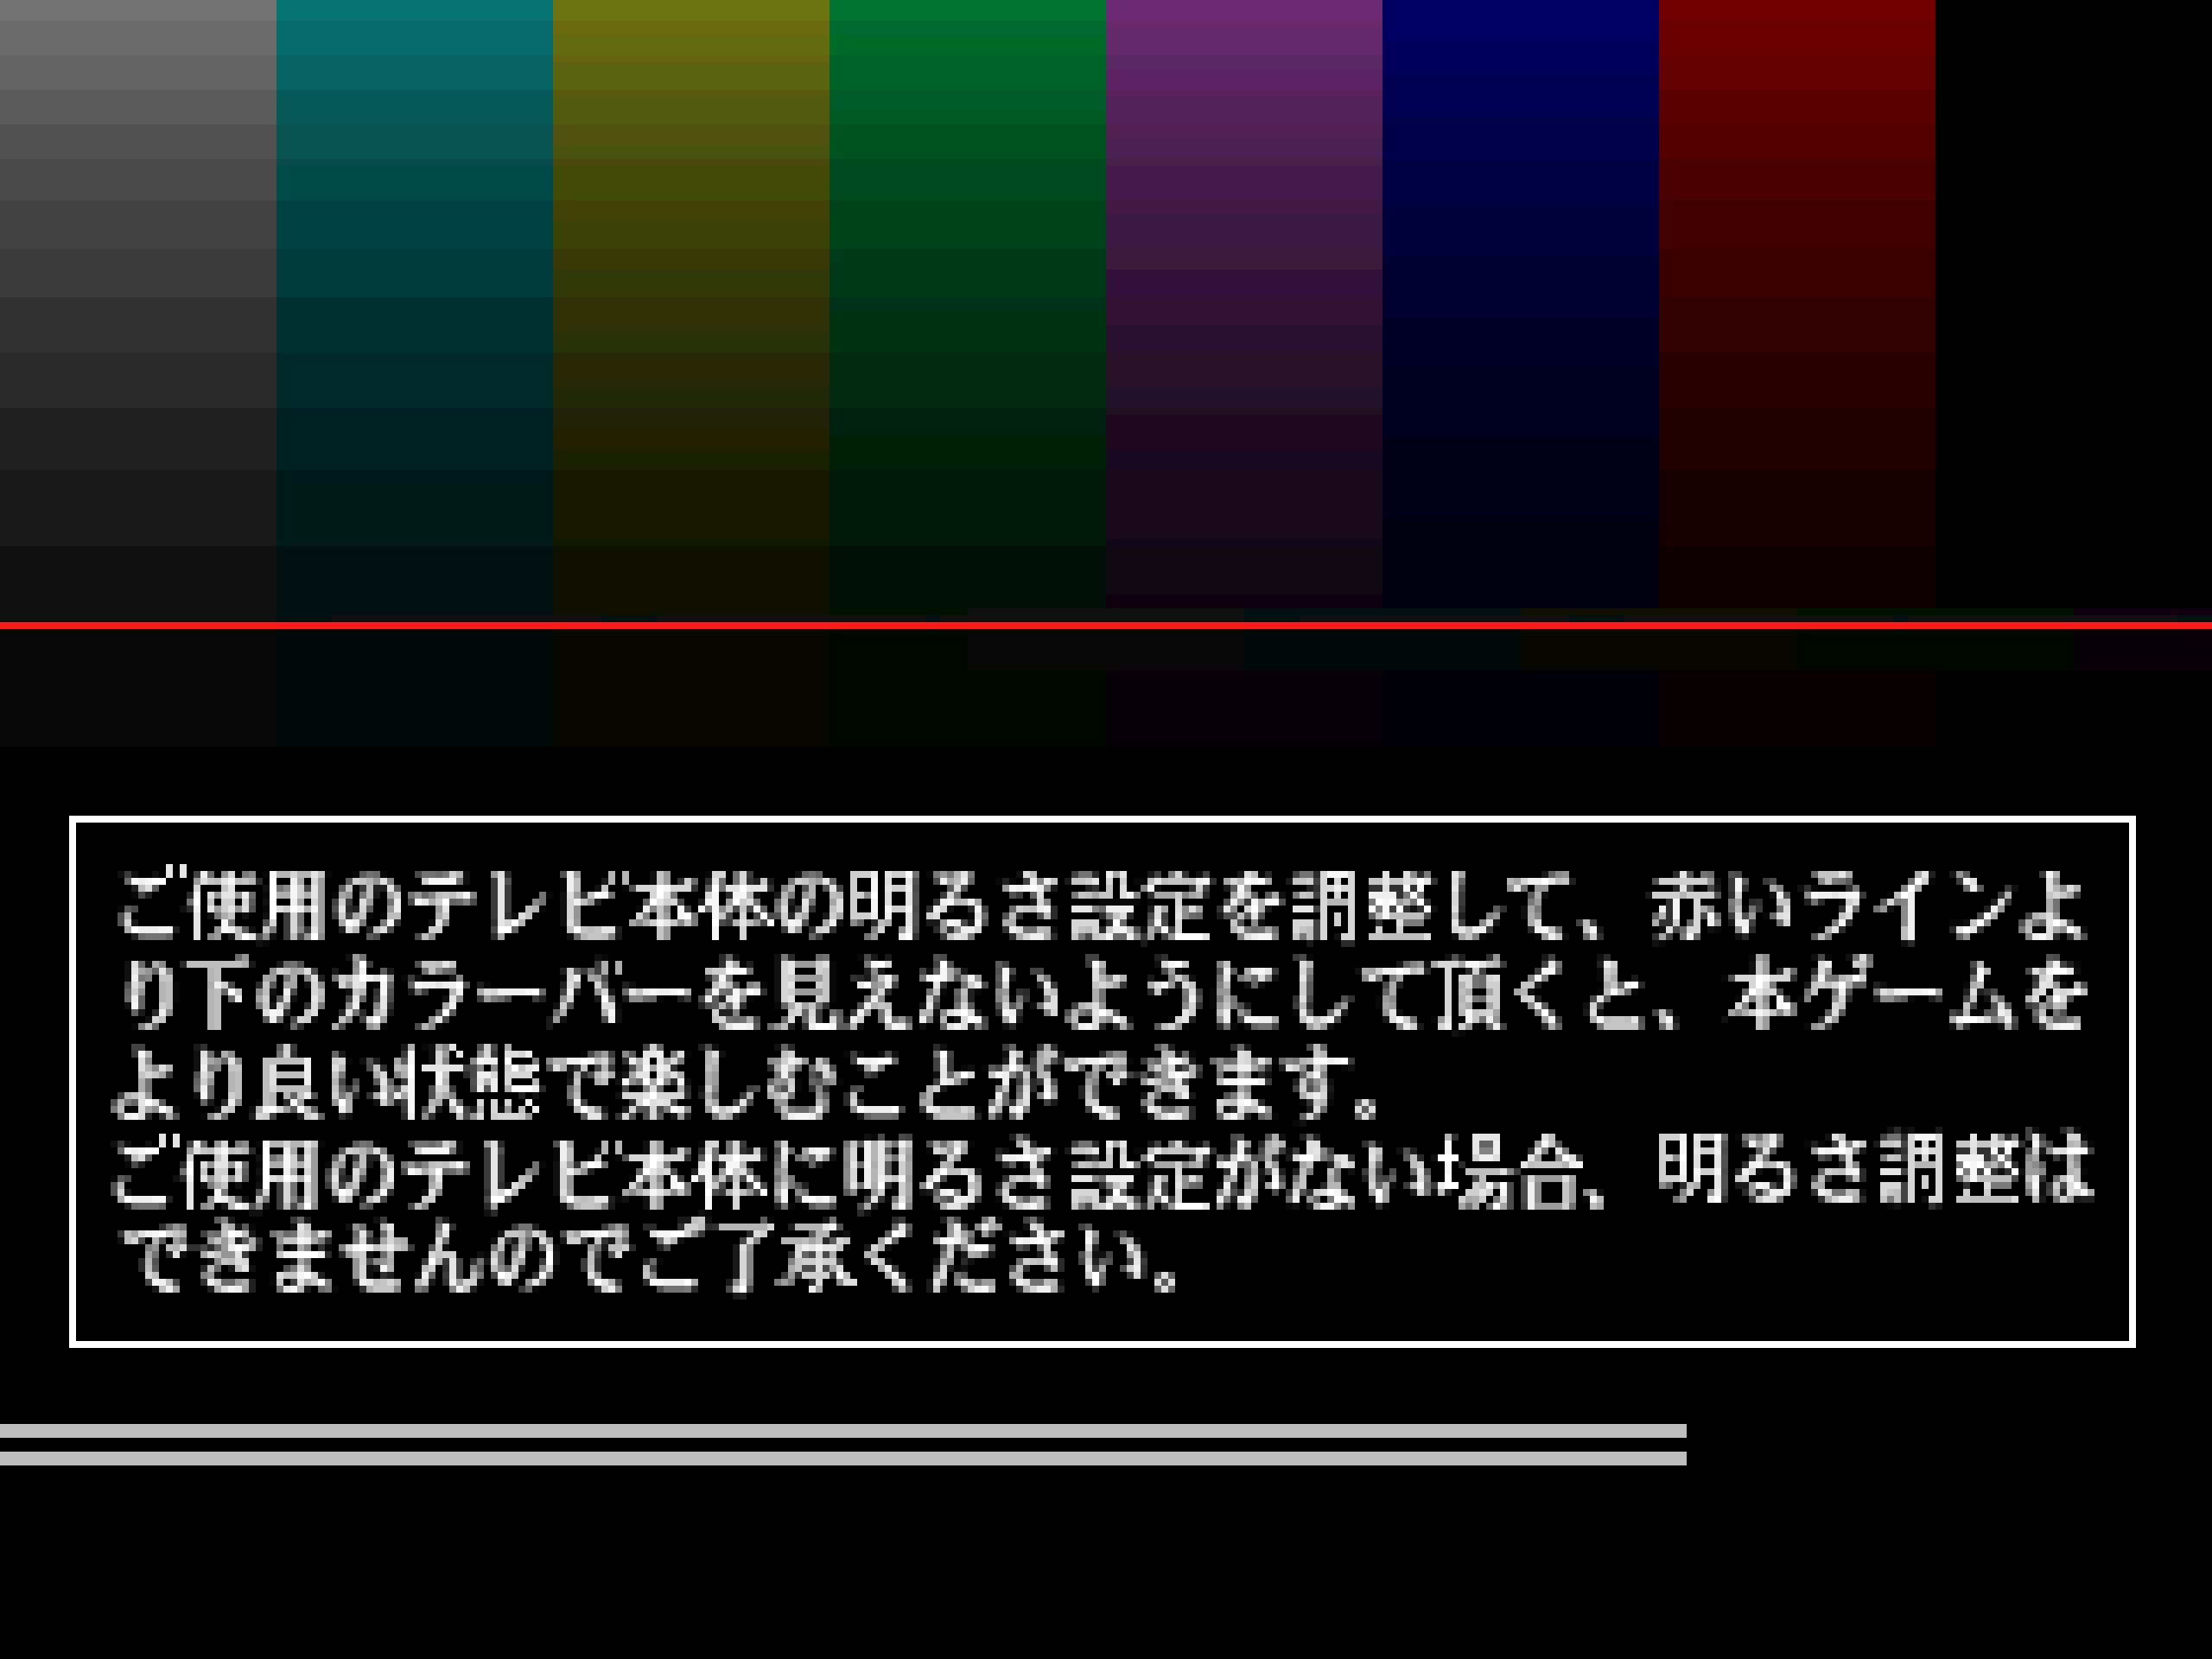 ご使用のテレビ本体の明るさ設定を調整して、赤いラインよ
り下のカラーバーを見えないようにして頂くと、本ゲームを
より良い状態で楽しむことができます。
ご使用のテレビ本体に明るさ設定がない場合、明るさ調整は
できませんのでご了承ください。